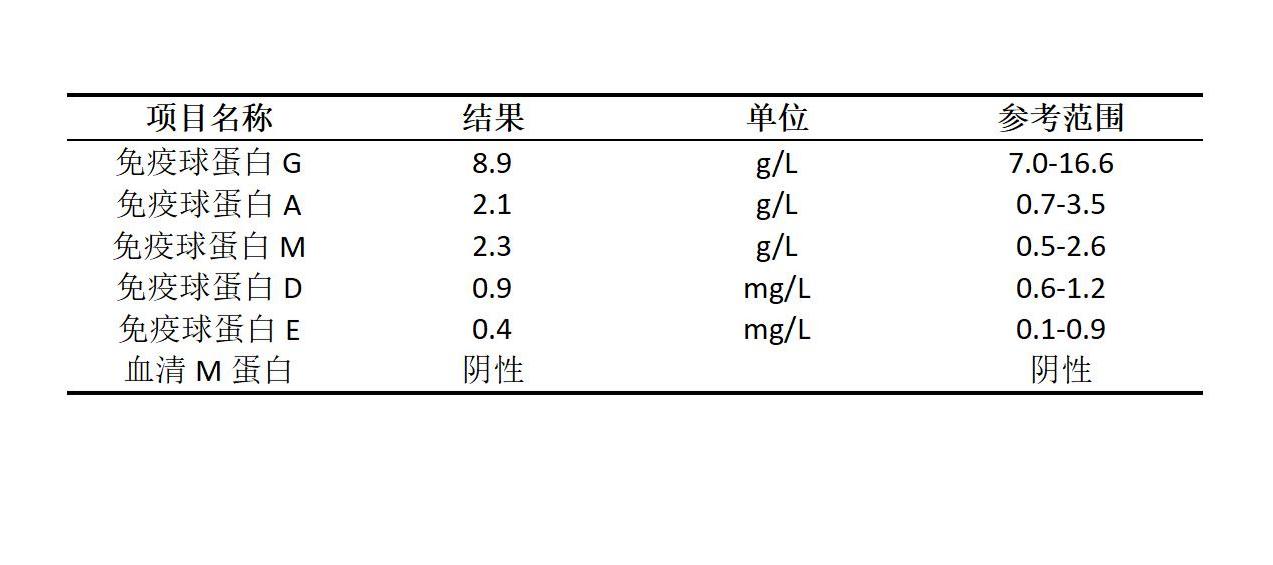 项目名称 结果 单位 参考范围
免疫球蛋白 G 8.9 g/L 7.0-16.6
免疫球蛋白 A 2.1 g/L 0.7-3.5
免疫球蛋白 M 2.3 g/L 0.5-2.6
免疫球蛋白 D 0.9 mg/L 0.6-1.2
免疫球蛋白 E 0.4 mg/L 0.1-0.9
血清 M 蛋白 阴性 阴性